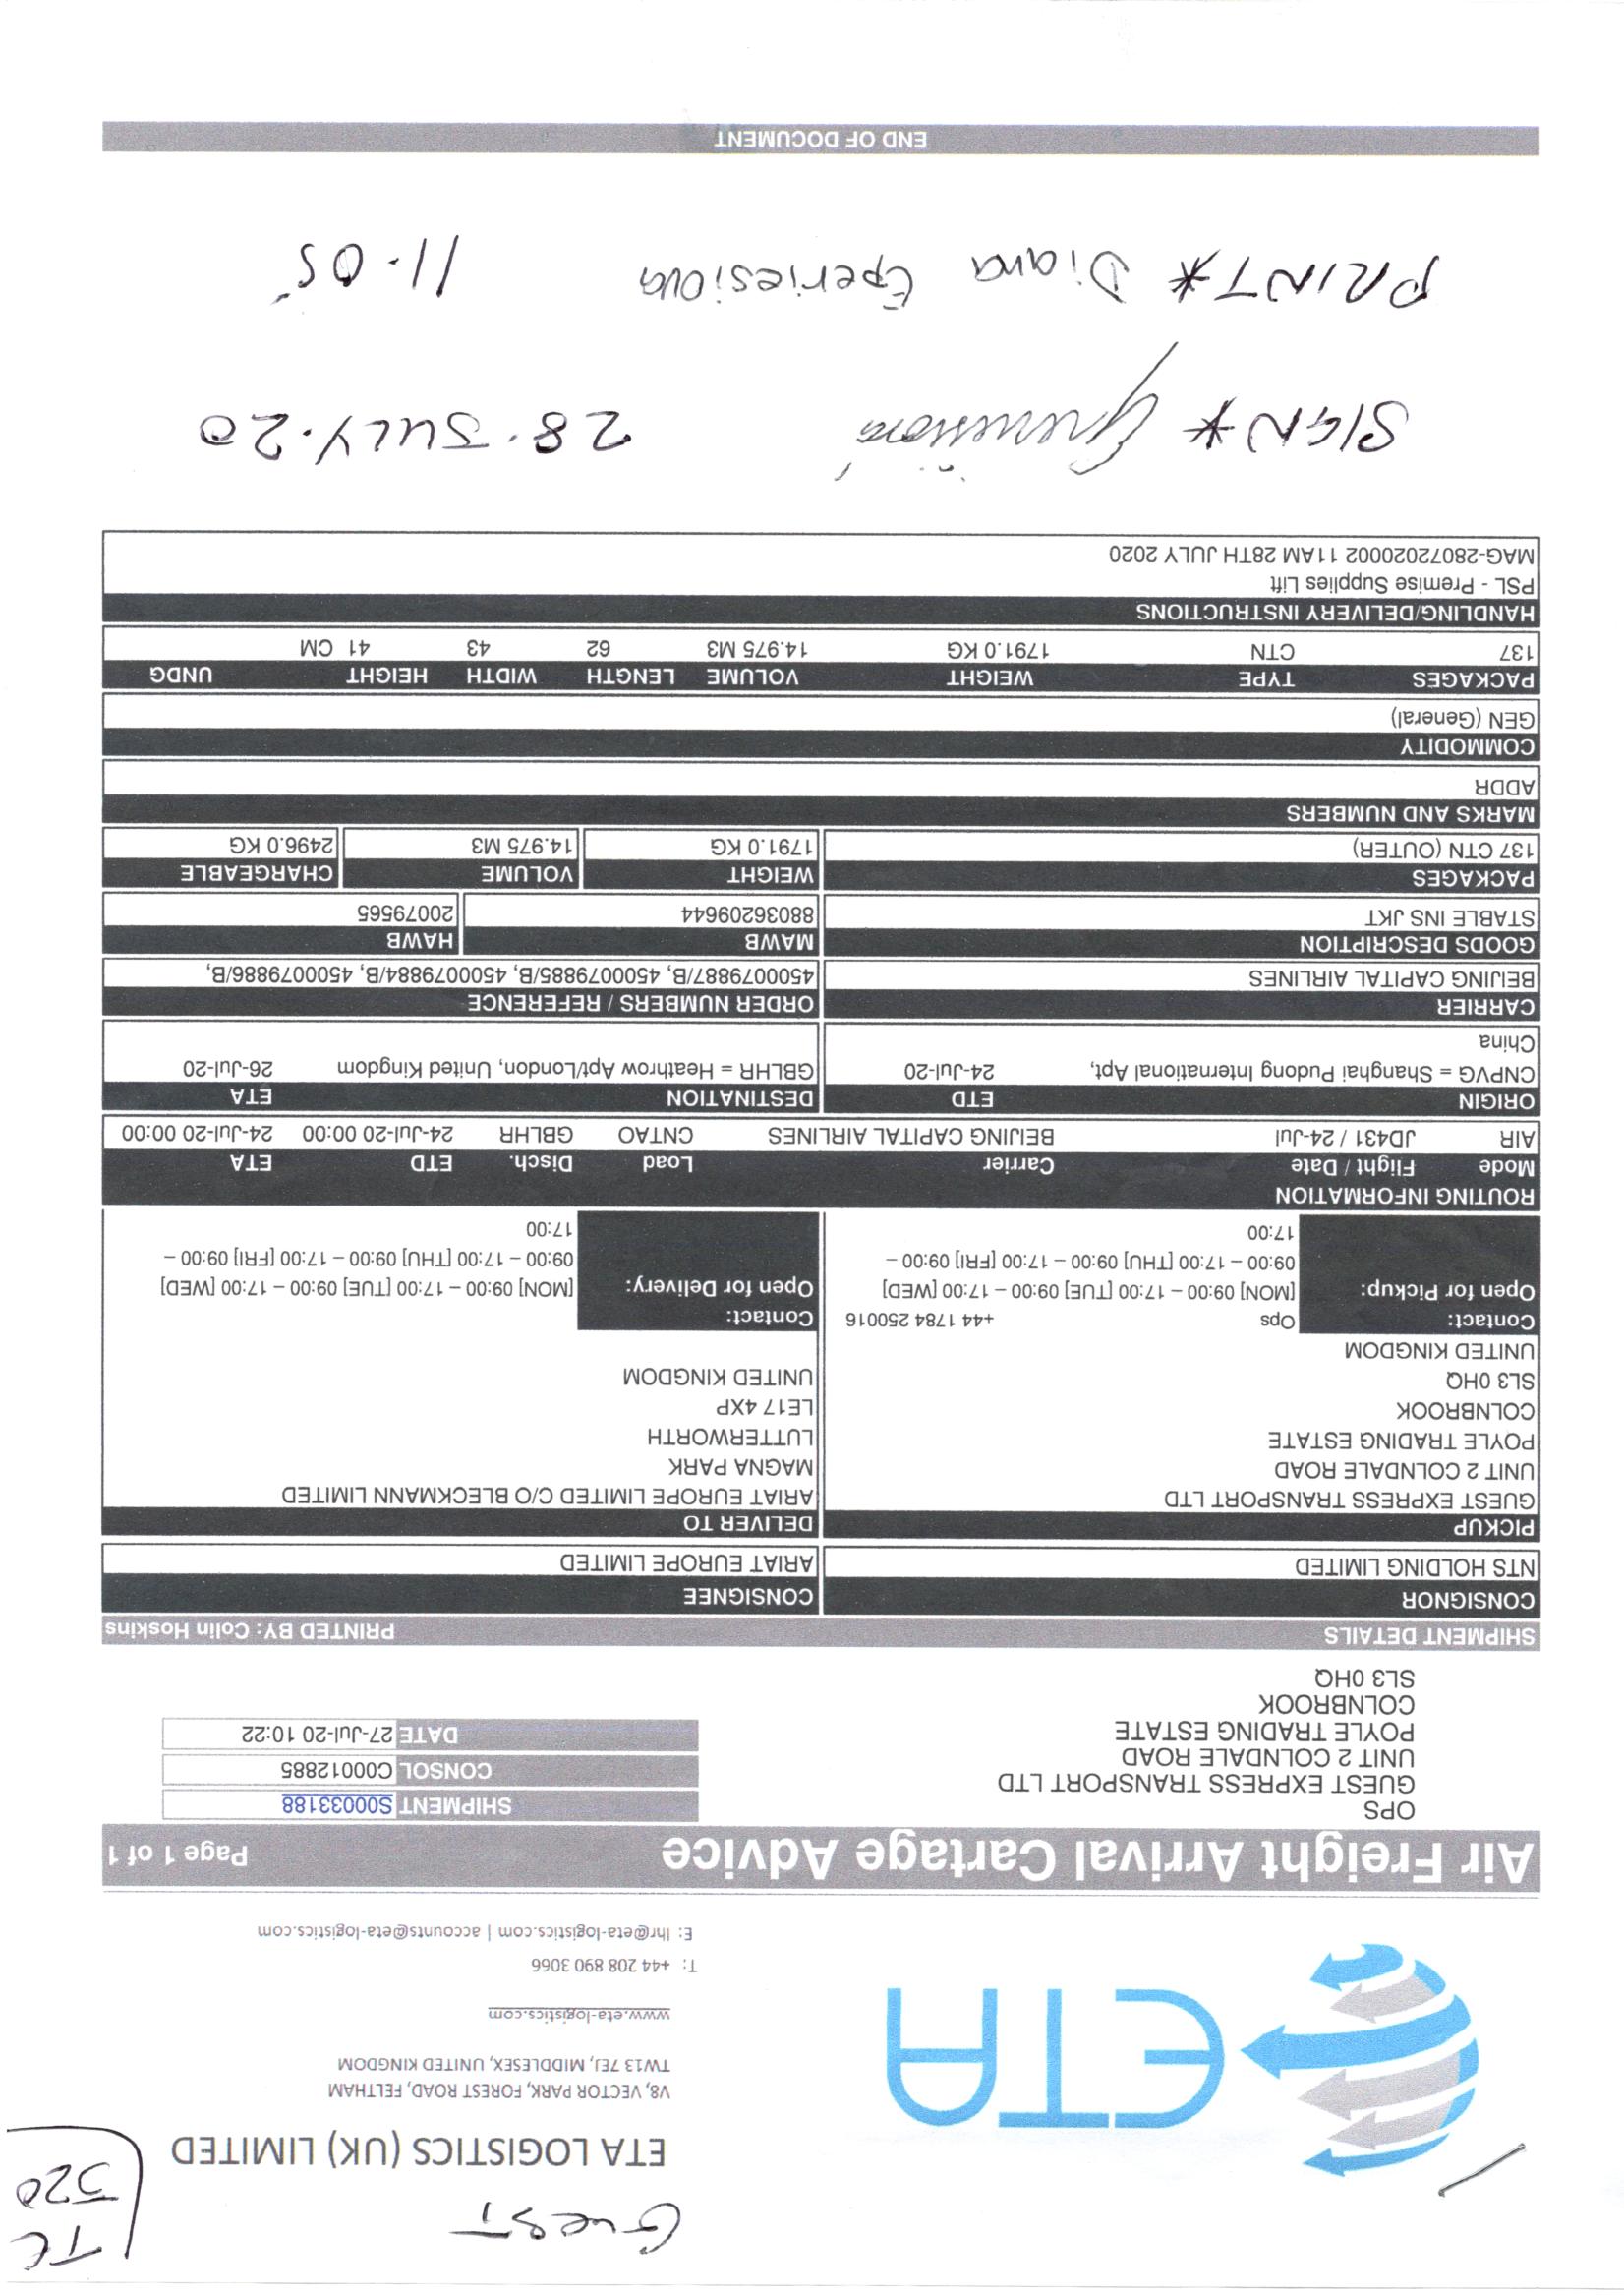 Guest
TC
520
ETA
ETA LOGISTICS (UK) LIMITED
V8, VECTOR PARK, FOREST ROAD, FELTHAM
TW13 7EJ, MIDDLESEX, UNITED KINGDOM
www.eta-logistics.com
T: +44 208 890 3066
E: lhr@eta-logistics.com | accounts@eta-logistics.com
Air Freight Arrival Cartage Advice Page 1 of 1
OPS
GUEST EXPRESS TRANSPORT LTD
UNIT 2 COLNDALE ROAD
POYLE TRADING ESTATE
COLNBROOK
SL3 0HQ
SHIPMENT S00033188
CONSOL C00012885
DATE 27-Jul-20 10:22
SHIPMENT DETAILS PRINTED BY: Colin Hoskins
CONSIGNOR CONSIGNEE
NTS HOLDING LIMITED ARIAT EUROPE LIMITED
PICKUP
GUEST EXPRESS TRANSPORT LTD
UNIT 2 COLNDALE ROAD
POYLE TRADING ESTATE
COLNBROOK
SL3 0HQ
UNITED KINGDOM
Contact: Ops +44 1784 250016
Open for Pickup: [MON] 09:00 – 17:00 [TUE] 09:00 – 17:00 [WED]
09:00 – 17:00 [THU] 09:00 – 17:00 [FRI] 09:00 –
17:00
DELIVER TO
ARIAT EUROPE LIMITED C/O BLECKMANN LIMITED
MAGNA PARK
LUTTERWORTH
LE17 4XP
UNITED KINGDOM
Contact:
Open for Delivery: [MON] 09:00 – 17:00 [TUE] 09:00 – 17:00 [WED]
09:00 – 17:00 [THU] 09:00 – 17:00 [FRI] 09:00 –
17:00
ROUTING INFORMATION
Mode Flight / Date Carrier Load Disch. ETD ETA
AIR JD431 / 24-Jul BEIJING CAPITAL AIRLINES CNTAO GBLHR 24-Jul-20 00:00 24-Jul-20 00:00
ORIGIN ETD DESTINATION ETA
CNPVG = Shanghai Pudong International Apt, 24-Jul-20 GBLHR = Heathrow Apt/London, United Kingdom 26-Jul-20
China
CARRIER ORDER NUMBERS / REFERENCE
BEIJING CAPITAL AIRLINES 4500079887/B, 4500079885/B, 4500079884/B, 4500079886/B,
GOODS DESCRIPTION MAWB HAWB
STABLE INS JKT 88036209644 20079565
PACKAGES WEIGHT VOLUME CHARGEABLE
137 CTN (OUTER) 1791.0 KG 14.975 M3 2496.0 KG
MARKS AND NUMBERS
ADDR
COMMODITY
GEN (General)
PACKAGES TYPE WEIGHT VOLUME LENGTH WIDTH HEIGHT UNDG
137 CTN 1791.0 KG 14.975 M3 62 43 41 CM
HANDLING/DELIVERY INSTRUCTIONS
PSL - Premise Supplies Lift
MAG-28072020002 11AM 28TH JULY 2020
SIGN * 28.JULY.20
PRINT * Diana Eperiesiova 11.05
END OF DOCUMENT